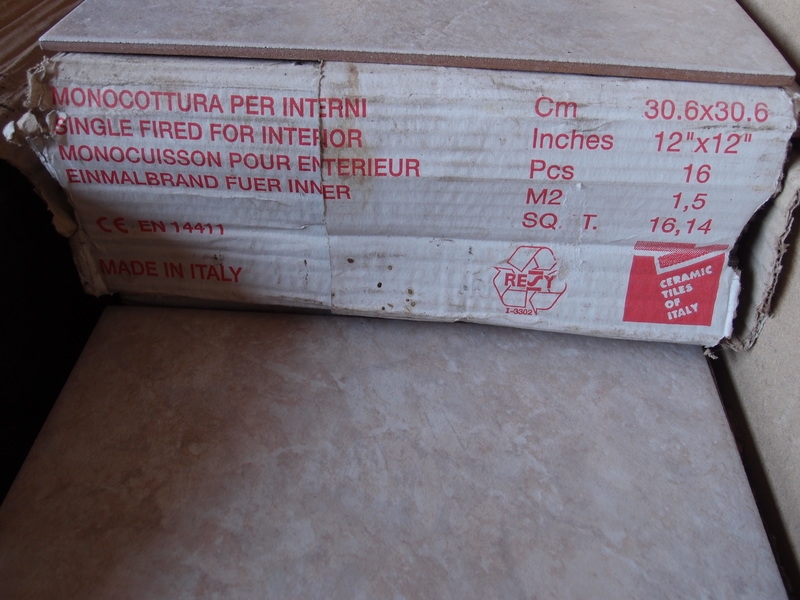 MONOCOTTURA PER INTERNI
SINGLE FIRED FOR INTERIOR
MONOCUISSON POUR ENTERIEUR
EINMALBRAND FUER INNER
CE EN 14411
MADE IN ITALY
Cm 30.6x30.6
Inches 12"x12"
Pcs 16
M2 1,5
SQ. T. 16,14
RESY
I-3302
CERAMIC
TILES
OF
ITALY